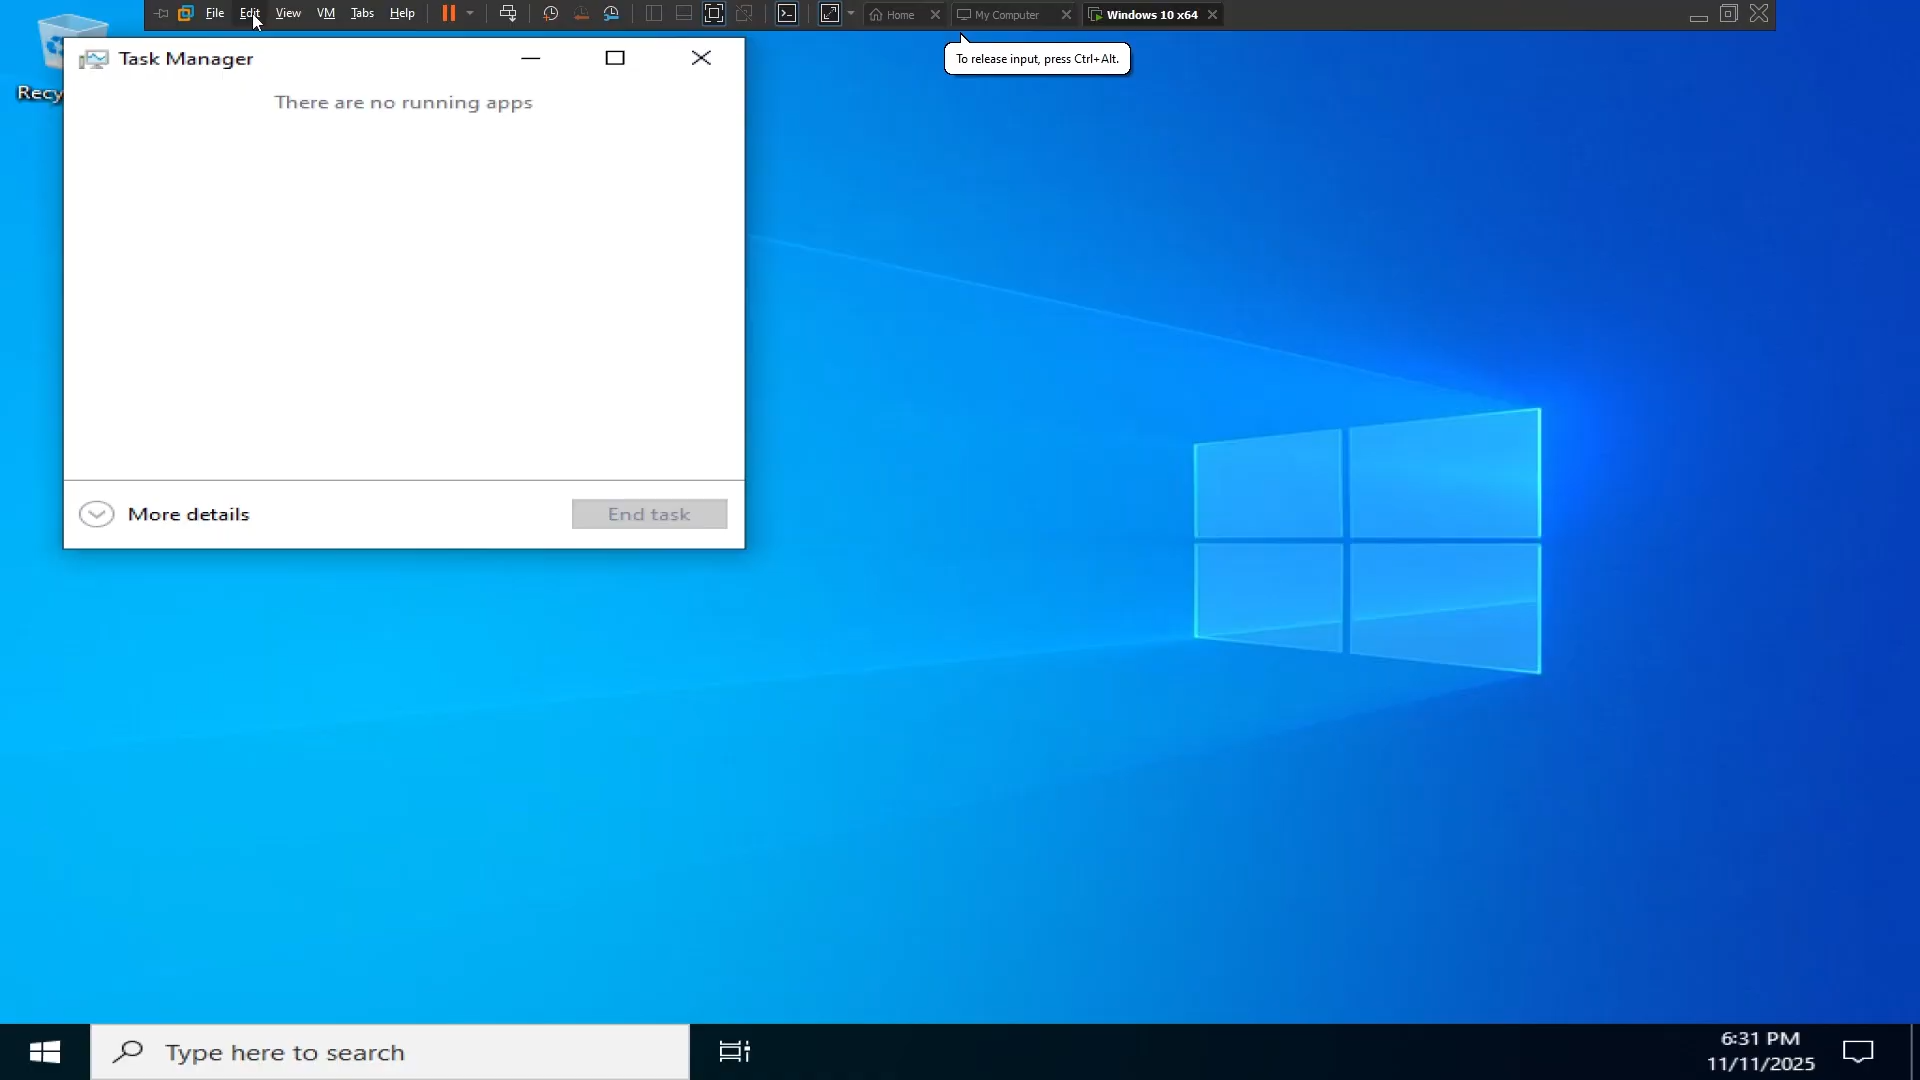 File Edit View VM Tabs Help
Home
My Computer
Windows 10 x64
To release input, press Ctrl+Alt.
Task Manager
There are no running apps
More details
End task
Type here to search
6:31 PM
11/11/2025